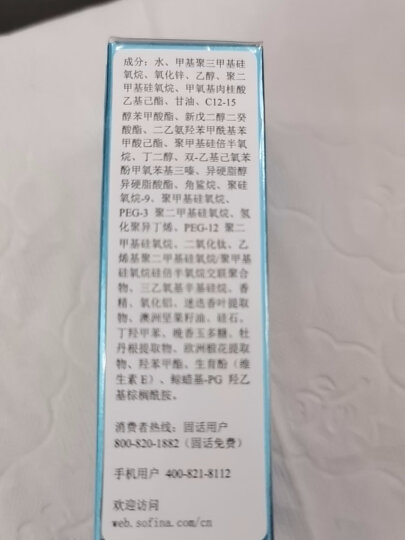 成分：水、甲基聚三甲基硅
氧烷、氧化锌、乙醇、聚二
甲基硅氧烷、甲氧基肉桂酸
乙基己酯、甘油、C12-15
醇苯甲酸酯、新戊二醇二癸
酸酯、二乙氨羟苯甲酰基苯
甲酸己酯、聚甲基硅倍半氧
烷、丁二醇、双-乙基己氧苯
酚甲氧苯基三嗪、异硬脂醇
异硬脂酸酯、角鲨烷、聚硅
氧烷-9、聚甲基硅氧烷、
PEG-3 聚二甲基硅氧烷、氢
化聚异丁烯、PEG-12 聚二
甲基硅氧烷、二氧化钛、乙
烯基聚二甲基硅氧烷/聚甲基
硅氧烷硅倍半氧烷交联聚合
物、三乙氧基辛基硅烷、香
精、氧化铝、迷迭香叶提取
物、澳洲坚果籽油、硅石、
丁羟甲苯、晚香玉多糖、牡
丹根提取物、欧洲椴花提取
物、羟苯甲酯、生育酚（维
生素 E）、鲸蜡基-PG 羟乙
基棕榈酰胺。
消费者热线：固话用户
800-820-1882（固话免费）
手机用户 400-821-8112
欢迎访问
web.sofina.com/cn